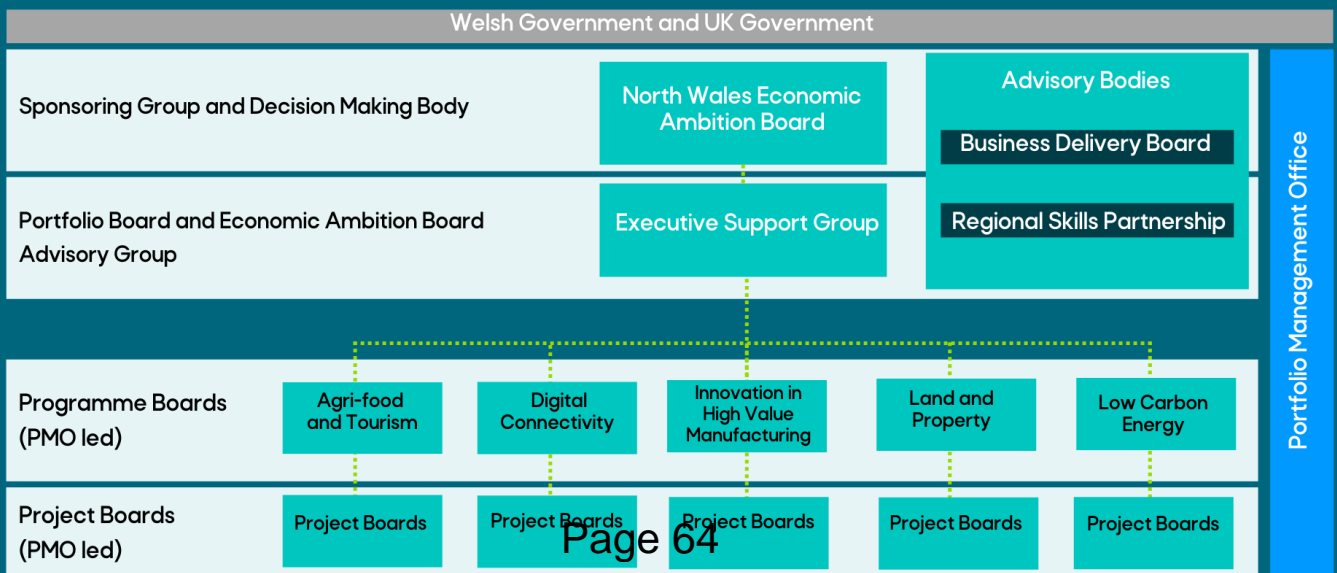 Welsh Government and UK Government
Sponsoring Group and Decision Making Body
North Wales Economic
Ambition Board
Advisory Bodies
Business Delivery Board
Portfolio Board and Economic Ambition Board
Advisory Group
Executive Support Group
Regional Skills Partnership
Portfolio Management Office
Programme Boards
(PMO led)
Agri-food
and Tourism
Digital
Connectivity
Innovation in
High Value
Manufacturing
Land and
Property
Low Carbon
Energy
Project Boards
(PMO led)
Project Boards
Project Boards
Project Boards
Project Boards
Project Boards
Page 64